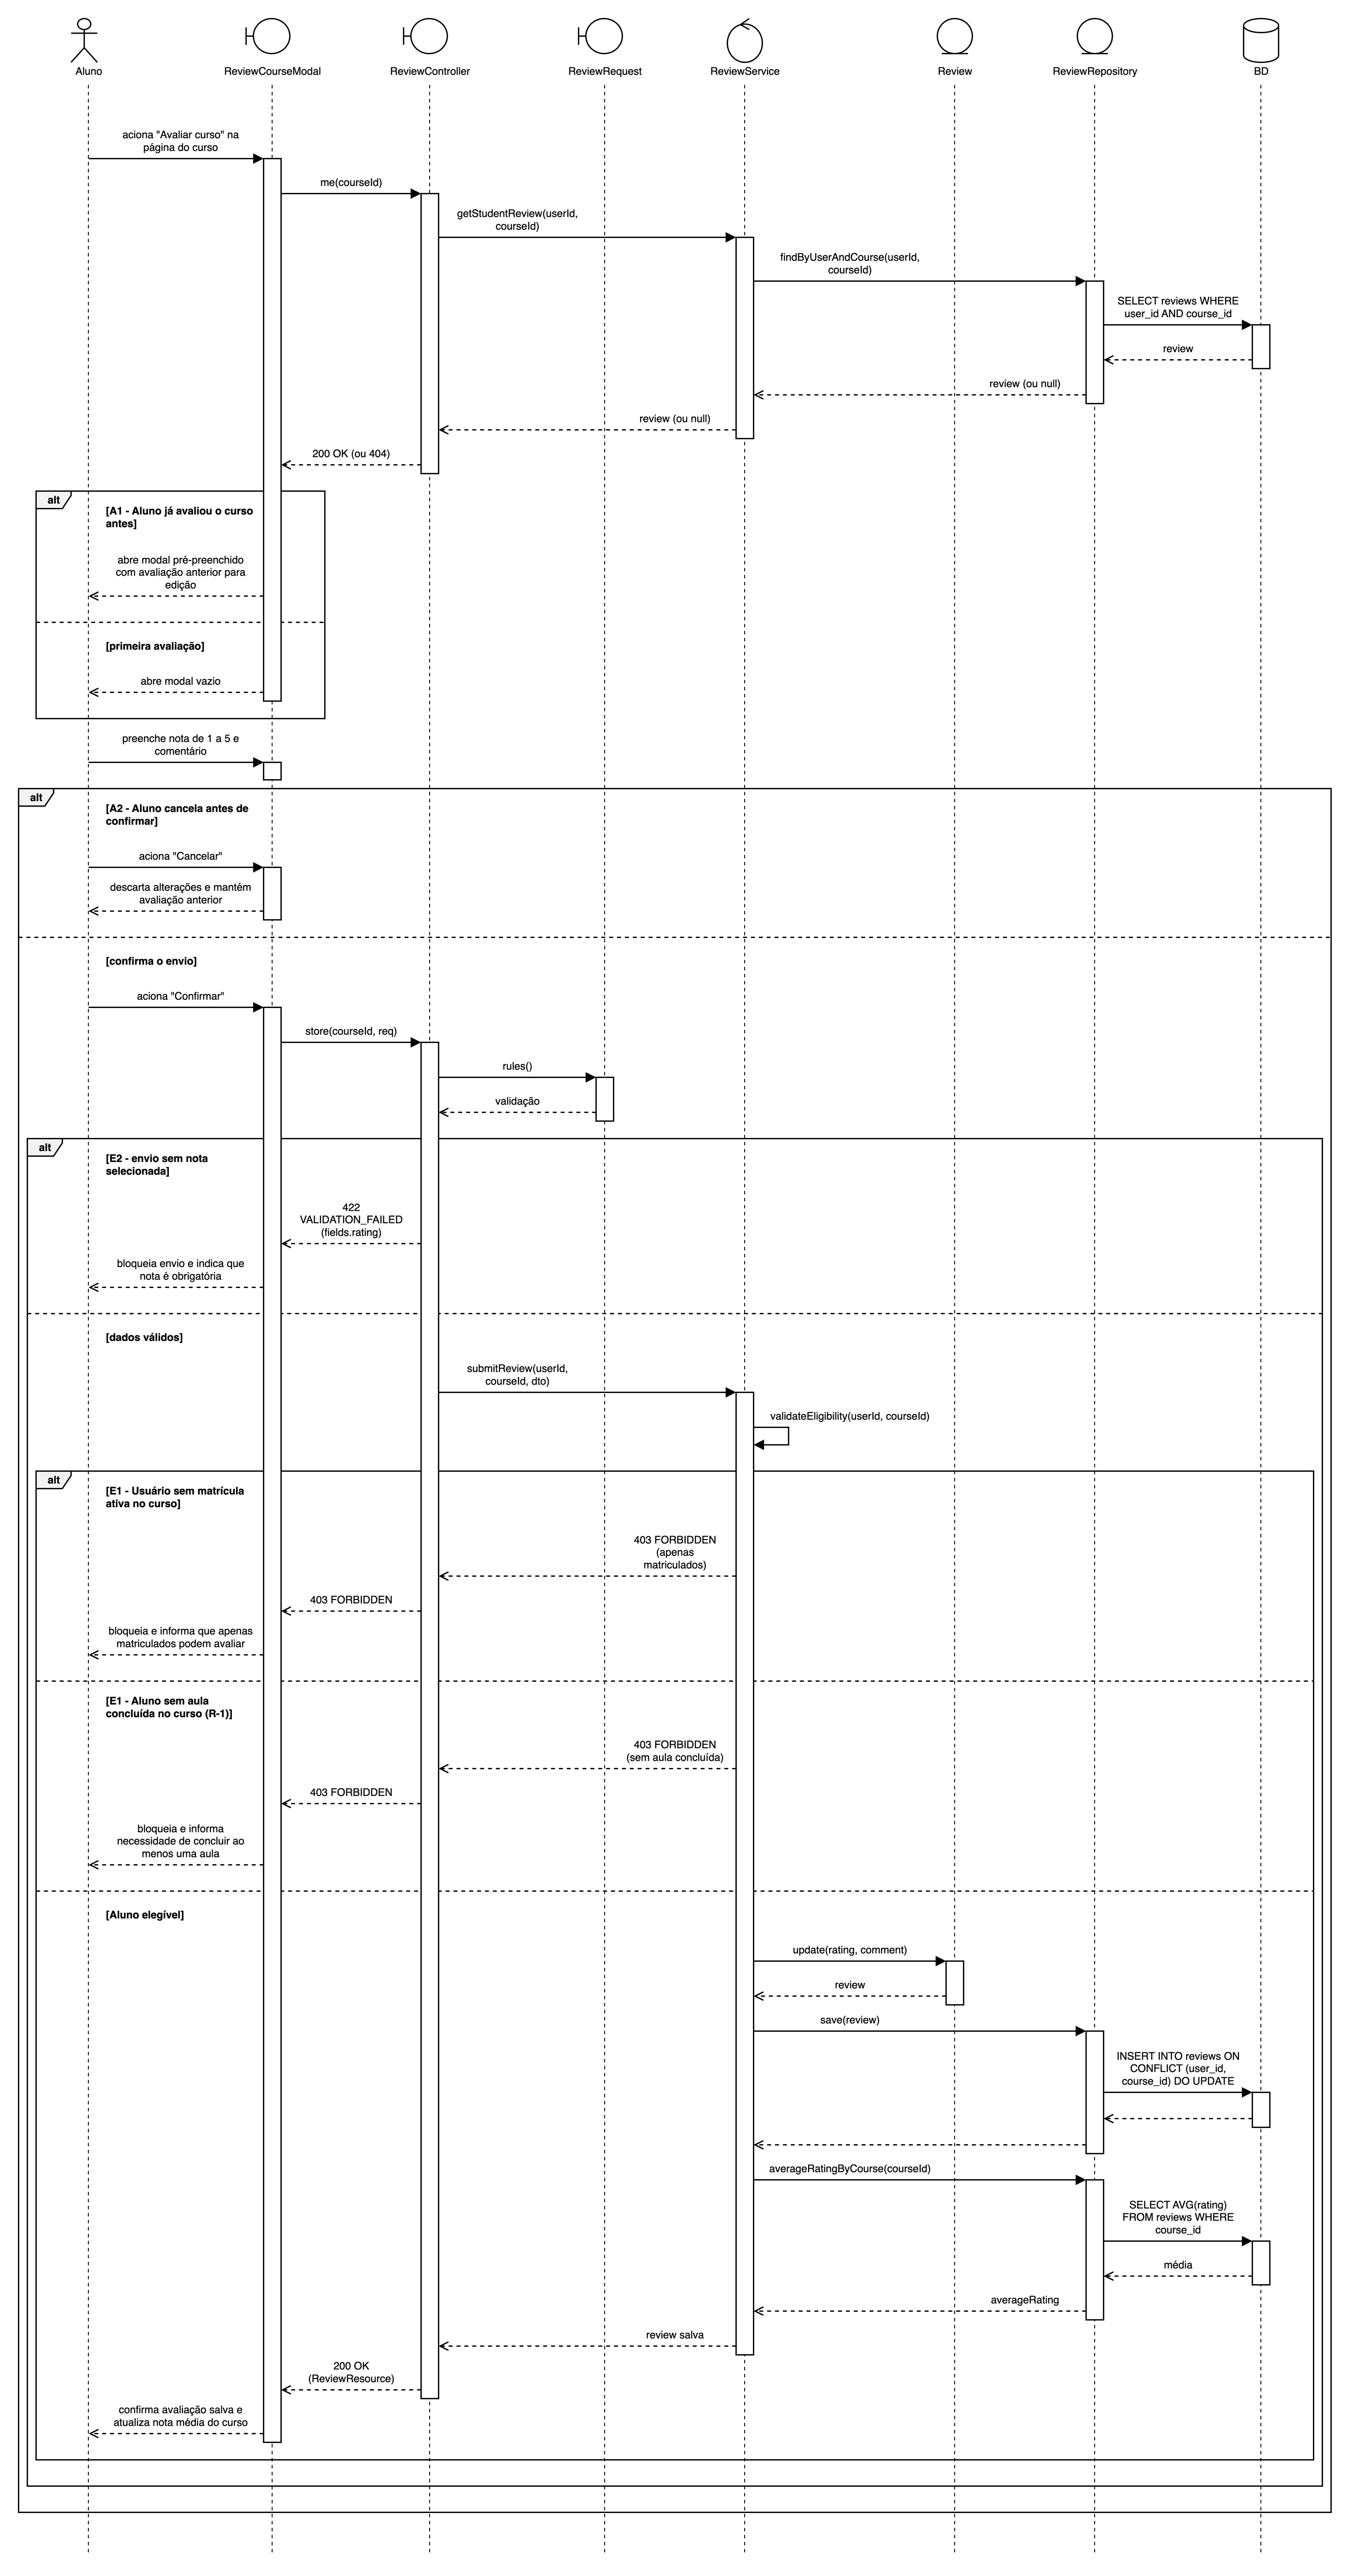 Aluno
ReviewCourseModal
ReviewController
ReviewRequest
ReviewService
Review
ReviewRepository
BD
aciona "Avaliar curso" na
página do curso
me(courseId)
getStudentReview(userId,
courseId)
findByUserAndCourse(userId,
courseId)
SELECT reviews WHERE
user_id AND course_id
review
review (ou null)
review (ou null)
200 OK (ou 404)
alt
[A1 - Aluno já avaliou o curso
antes]
abre modal pré-preenchido
com avaliação anterior para
edição
[primeira avaliação]
abre modal vazio
preenche nota de 1 a 5 e
comentário
alt
[A2 - Aluno cancela antes de
confirmar]
aciona "Cancelar"
descarta alterações e mantém
avaliação anterior
[confirma o envio]
aciona "Confirmar"
store(courseId, req)
rules()
validação
alt
[E2 - envio sem nota
selecionada]
422
VALIDATION_FAILED
(fields.rating)
bloqueia envio e indica que
nota é obrigatória
[dados válidos]
submitReview(userId,
courseId, dto)
validateEligibility(userId, courseId)
alt
[E1 - Usuário sem matrícula
ativa no curso]
403 FORBIDDEN
(apenas
matriculados)
403 FORBIDDEN
bloqueia e informa que apenas
matriculados podem avaliar
[E1 - Aluno sem aula
concluída no curso (R-1)]
403 FORBIDDEN
(sem aula concluída)
403 FORBIDDEN
bloqueia e informa
necessidade de concluir ao
menos uma aula
[Aluno elegível]
update(rating, comment)
review
save(review)
INSERT INTO reviews ON
CONFLICT (user_id,
course_id) DO UPDATE
averageRatingByCourse(courseId)
SELECT AVG(rating)
FROM reviews WHERE
course_id
média
averageRating
review salva
200 OK
(ReviewResource)
confirma avaliação salva e
atualiza nota média do curso